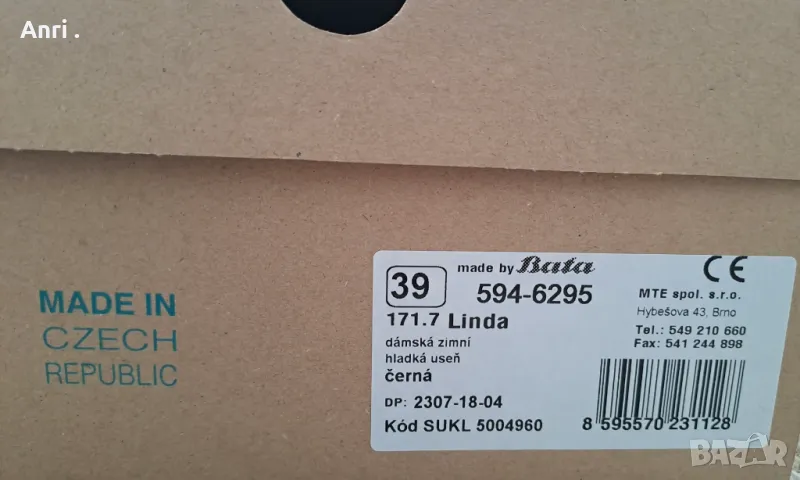 Anri .
MADE IN
CZECH
REPUBLIC
39
made by Bata
594-6295
171.7 Linda
dámská zimní
hladká useň
černá
DP: 2307-18-04
Kód SUKL 5004960
CE
MTE spol. s.r.o.
Hybešova 43, Brno
Tel.: 549 210 660
Fax: 541 244 898
8 595570 231128
BAZAR